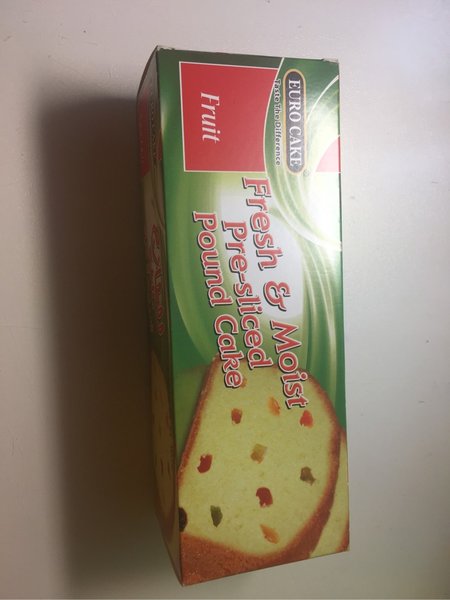 EURO CAKE
Taste The Difference
Fruit
Fresh & Moist
Pre-sliced
Pound Cake